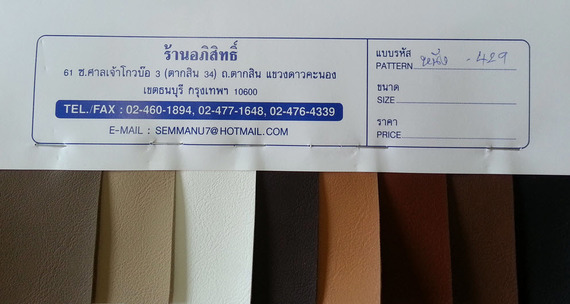 ร้านอภิสิทธิ์
61 ซ.ศาลเจ้าโกวบ๊อ 3 (ตากสิน 34) ถ.ตากสิน แขวงดาวคะนอง
เขตธนบุรี กรุงเทพฯ 10600
TEL./FAX : 02-460-1894, 02-477-1648, 02-476-4339
E-MAIL : SEMMANU7@HOTMAIL.COM
แบบรหัส
PATTERN หนัง - 429
ขนาด
SIZE
ราคา
PRICE